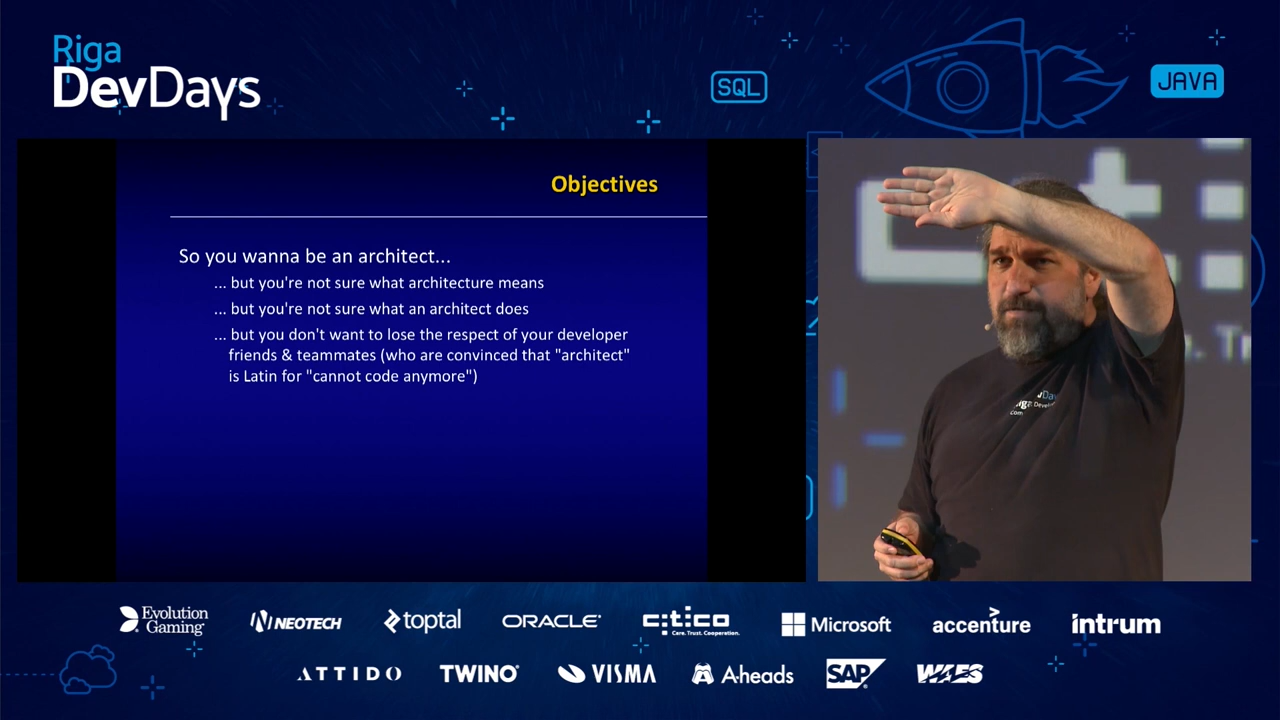 Riga
DevDays
SQL
JAVA
Objectives
So you wanna be an architect...
... but you're not sure what architecture means
... but you're not sure what an architect does
... but you don't want to lose the respect of your developer
friends & teammates (who are convinced that "architect"
is Latin for "cannot code anymore")
Evolution
Gaming
NEOTECH
toptal
ORACLE
citico
Care. Trust. Cooperation.
Microsoft
accenture
intrum
ATTIDO
TWINO
VISMA
A-heads
SAP
WAES